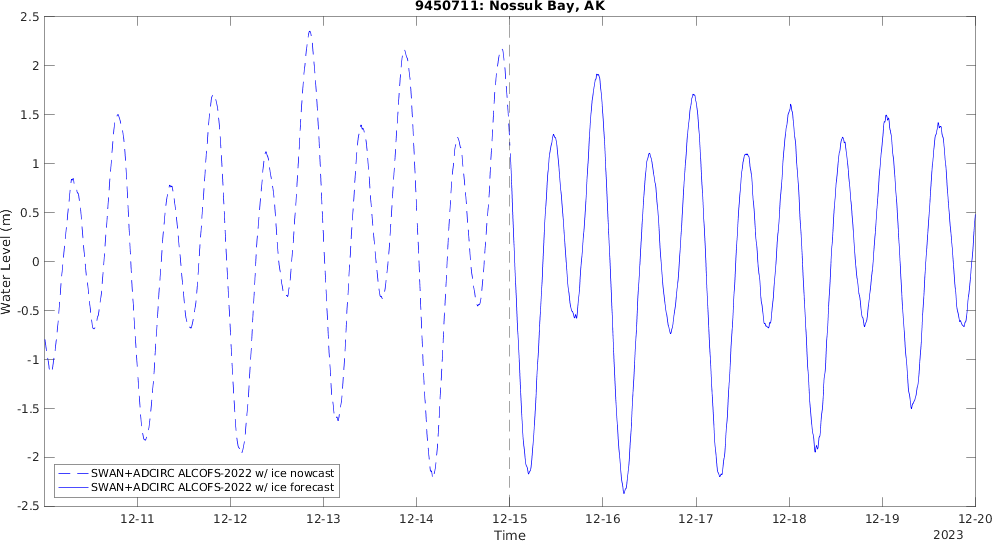 9450711: Nossuk Bay, AK
2.5
2
1.5
1
0.5
0
-0.5
-1
-1.5
-2
-2.5
Water Level (m)
SWAN+ADCIRC ALCOFS-2022 w/ ice nowcast
SWAN+ADCIRC ALCOFS-2022 w/ ice forecast
12-11 12-12 12-13 12-14 12-15 12-16 12-17 12-18 12-19 12-20
Time
2023